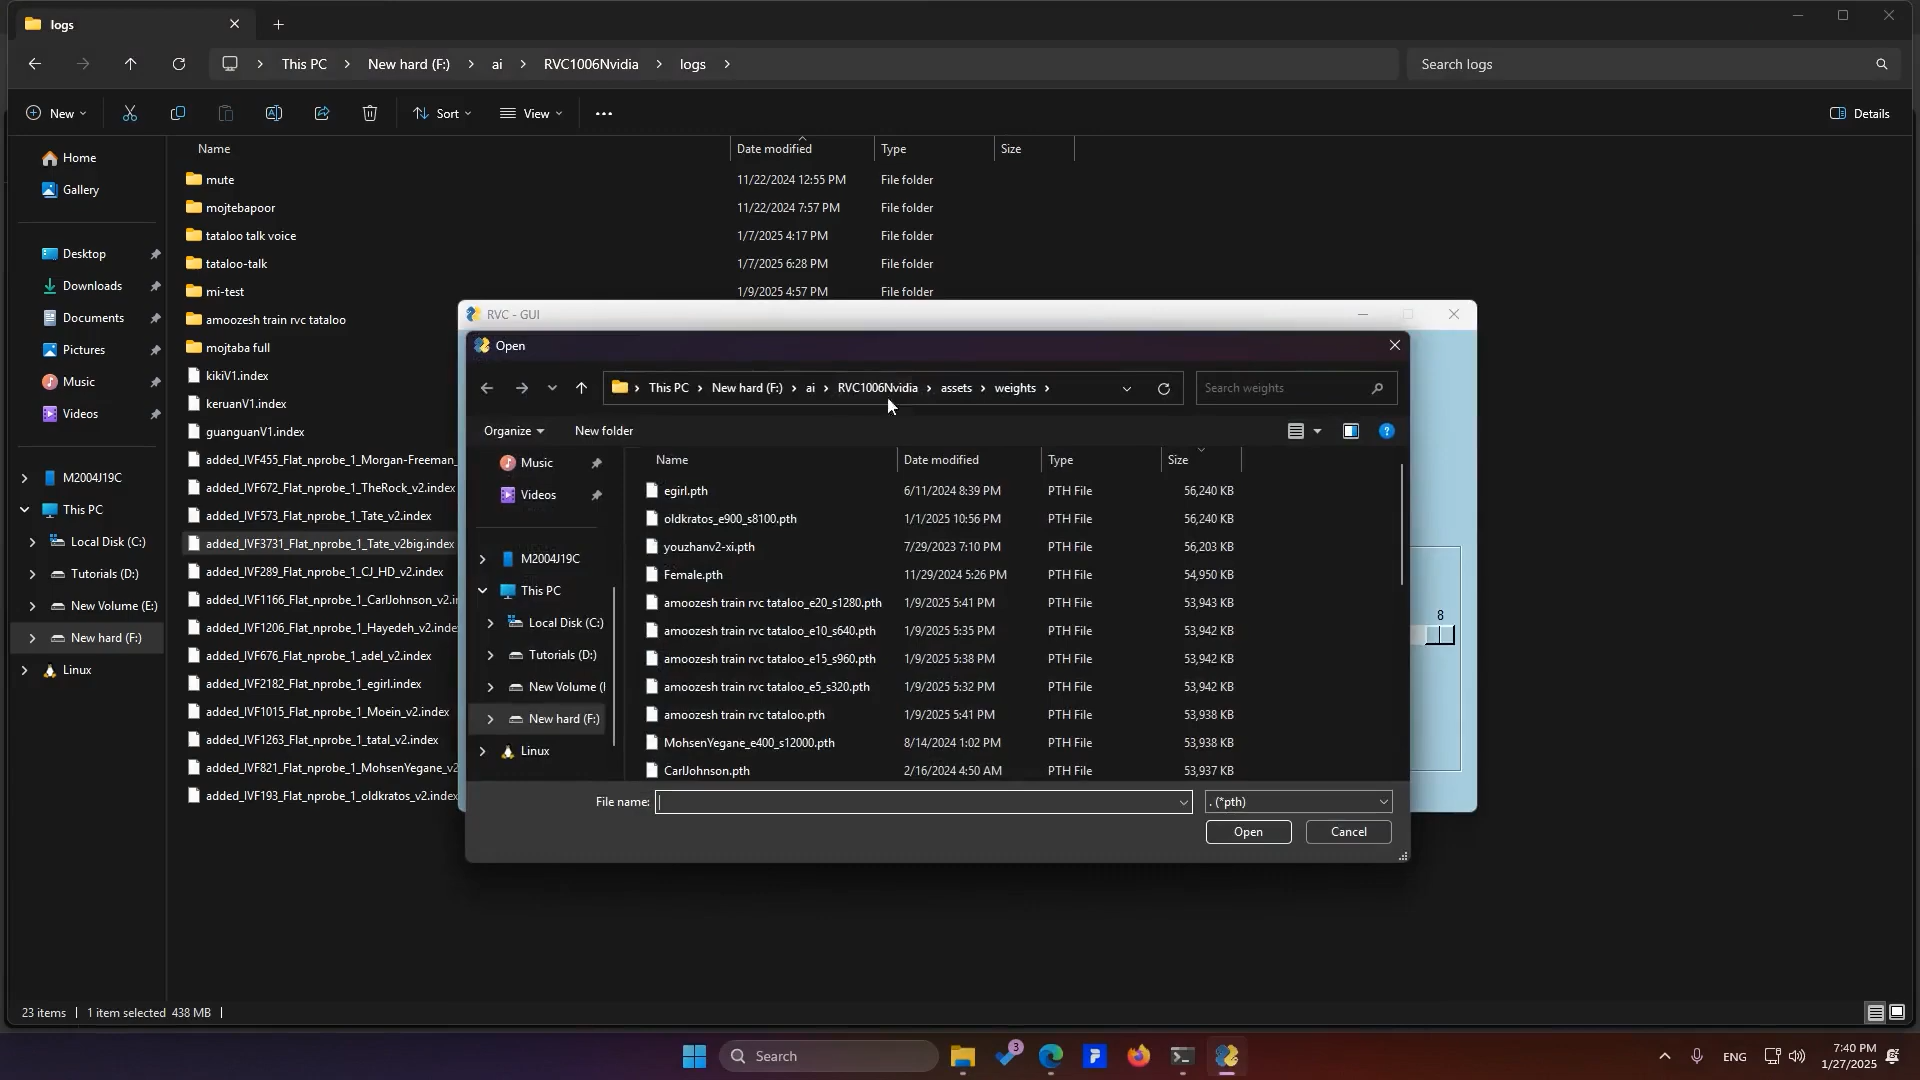 logs
This PC > New hard (F:) > ai > RVC1006Nvidia > logs >
Search logs
New
Sort
View
Details
Name
Date modified
Type
Size
Home
Gallery
Desktop
Downloads
Documents
Pictures
Music
Videos
M2004J19C
This PC
Local Disk (C:)
Tutorials (D:)
New Volume (E:)
New hard (F:)
Linux
mute 11/22/2024 12:55 PM File folder
mojtebapoor 11/22/2024 7:57 PM File folder
tataloo talk voice 1/7/2025 4:17 PM File folder
tataloo-talk 1/7/2025 6:28 PM File folder
mi-test 1/9/2025 4:57 PM File folder
amoozesh train rvc tataloo
mojtaba full
kikiV1.index
keruanV1.index
guanguanV1.index
added_IVF455_Flat_nprobe_1_Morgan-Freeman_
added_IVF672_Flat_nprobe_1_TheRock_v2.index
added_IVF573_Flat_nprobe_1_Tate_v2.index
added_IVF3731_Flat_nprobe_1_Tate_v2big.index
added_IVF289_Flat_nprobe_1_CJ_HD_v2.index
added_IVF1166_Flat_nprobe_1_CarlJohnson_v2.in
added_IVF1206_Flat_nprobe_1_Hayedeh_v2.inde
added_IVF676_Flat_nprobe_1_adel_v2.index
added_IVF2182_Flat_nprobe_1_egirl.index
added_IVF1015_Flat_nprobe_1_Moein_v2.index
added_IVF1263_Flat_nprobe_1_tatal_v2.index
added_IVF821_Flat_nprobe_1_MohsenYegane_v2
added_IVF193_Flat_nprobe_1_oldkratos_v2.index
RVC - GUI
8
Open
This PC > New hard (F:) > ai > RVC1006Nvidia > assets > weights >
Search weights
Organize
New folder
Music
Videos
M2004J19C
This PC
Local Disk (C:)
Tutorials (D:)
New Volume (
New hard (F:)
Linux
Name
Date modified
Type
Size
egirl.pth 6/11/2024 8:39 PM PTH File 56,240 KB
oldkratos_e900_s8100.pth 1/1/2025 10:56 PM PTH File 56,240 KB
youzhanv2-xi.pth 7/29/2023 7:10 PM PTH File 56,203 KB
Female.pth 11/29/2024 5:26 PM PTH File 54,950 KB
amoozesh train rvc tataloo_e20_s1280.pth 1/9/2025 5:41 PM PTH File 53,943 KB
amoozesh train rvc tataloo_e10_s640.pth 1/9/2025 5:35 PM PTH File 53,942 KB
amoozesh train rvc tataloo_e15_s960.pth 1/9/2025 5:38 PM PTH File 53,942 KB
amoozesh train rvc tataloo_e5_s320.pth 1/9/2025 5:32 PM PTH File 53,942 KB
amoozesh train rvc tataloo.pth 1/9/2025 5:41 PM PTH File 53,938 KB
MohsenYegane_e400_s12000.pth 8/14/2024 1:02 PM PTH File 53,938 KB
CarlJohnson.pth 2/16/2024 4:50 AM PTH File 53,937 KB
File name:
. (*pth)
Open
Cancel
23 items
1 item selected 438 MB
Search
3
ENG
7:40 PM
1/27/2025